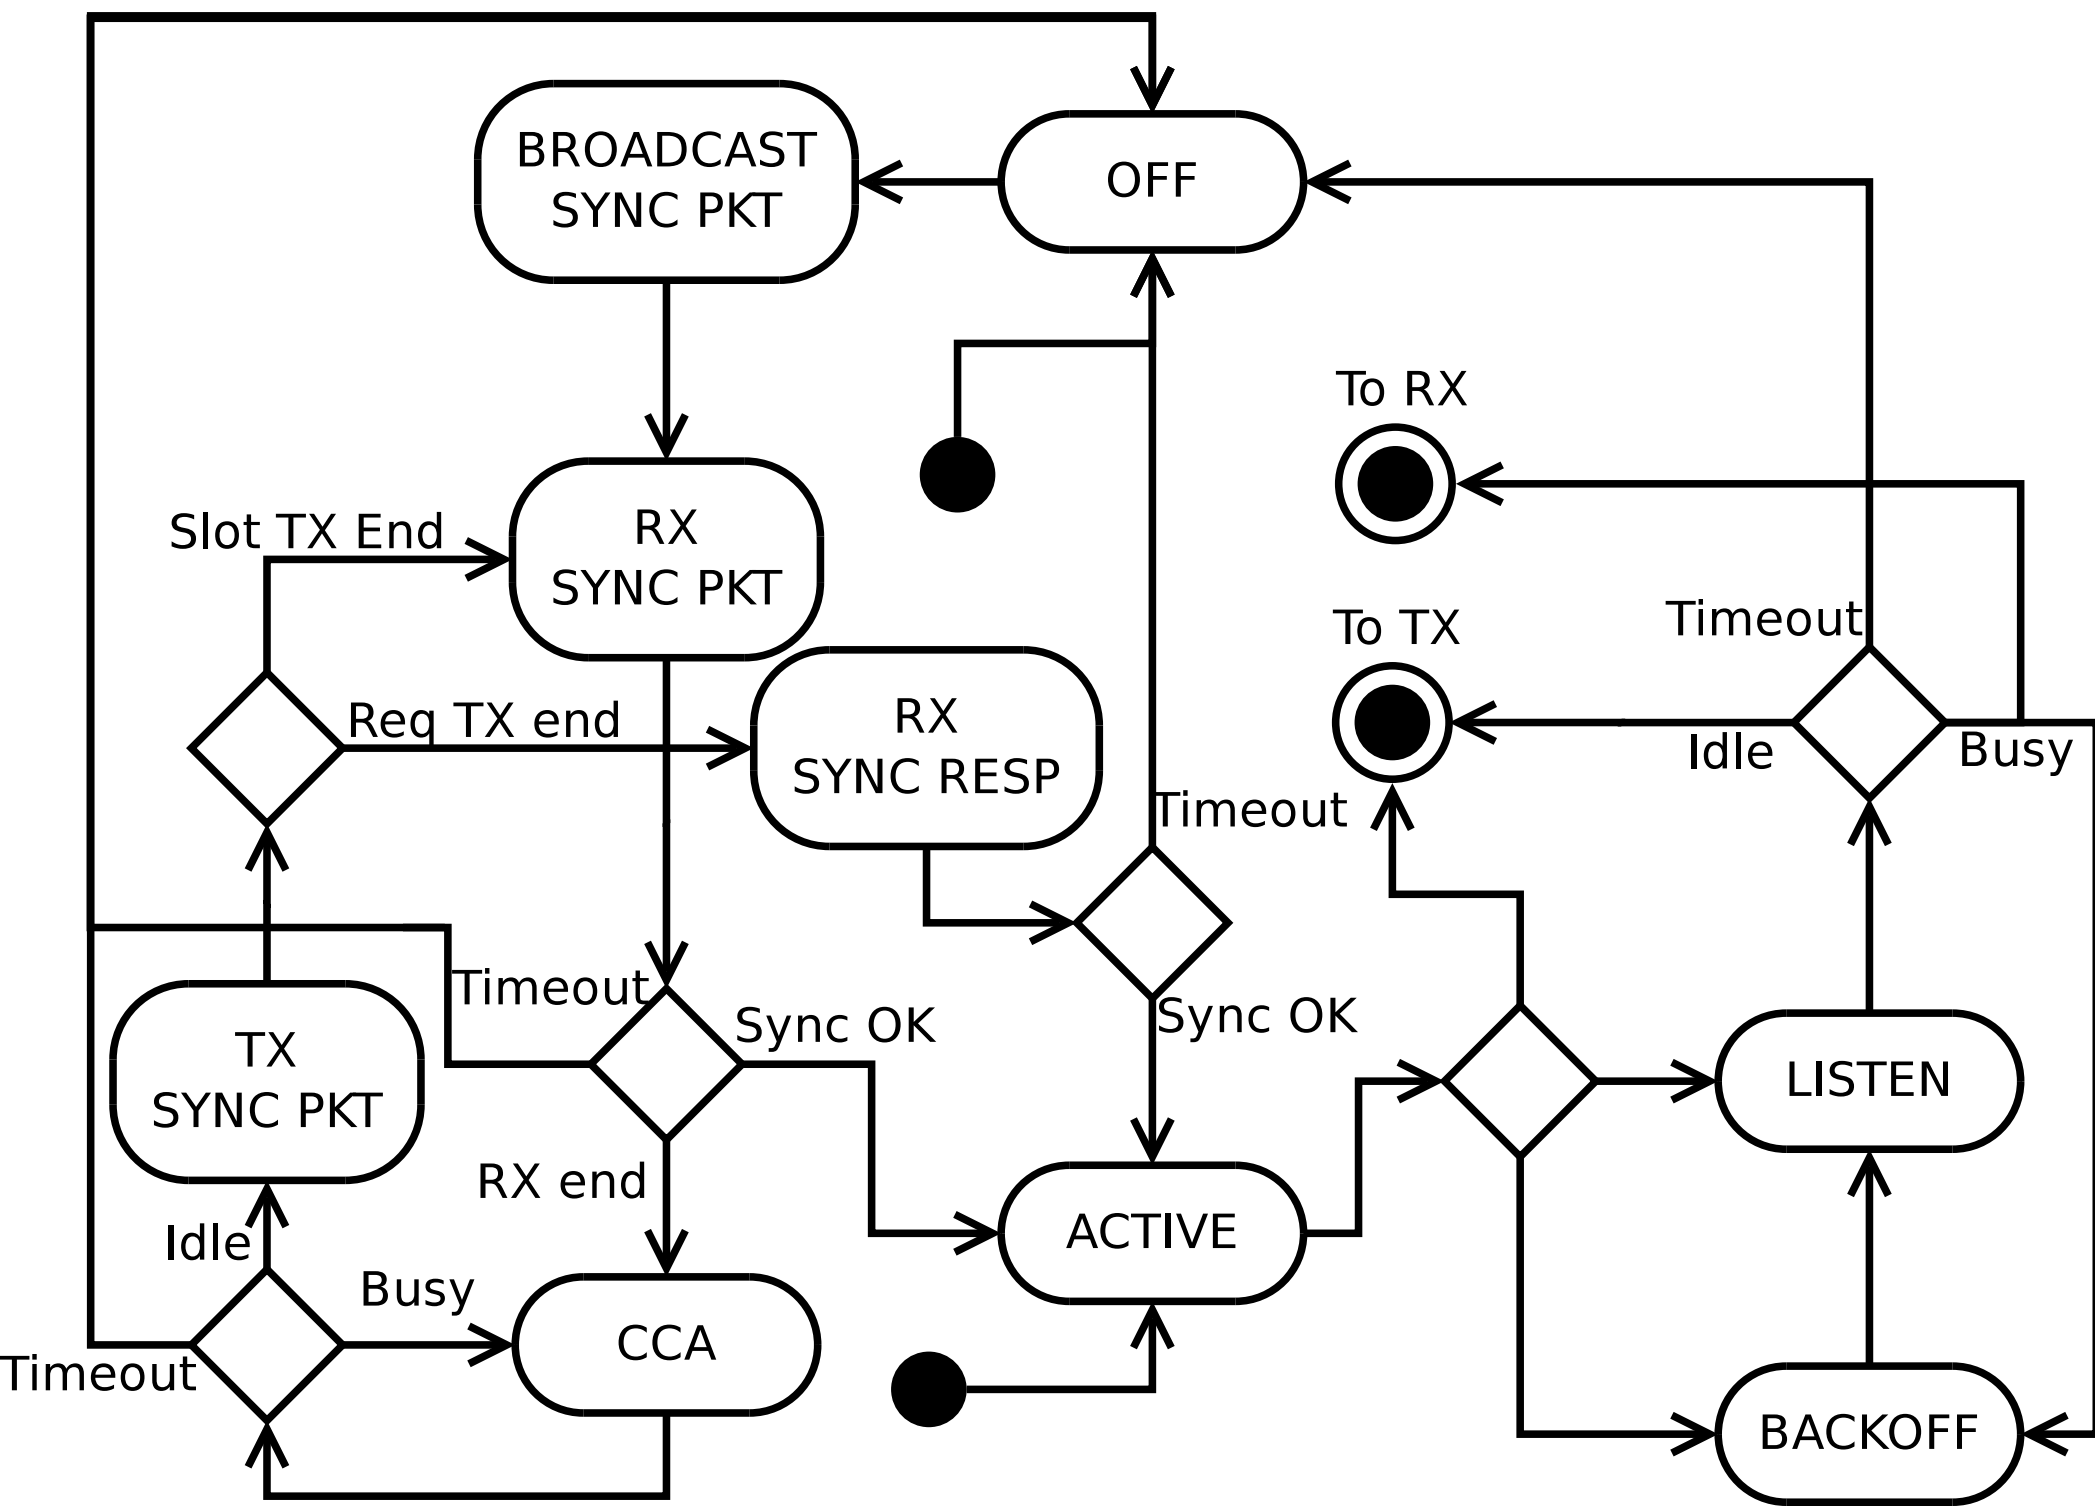 BROADCAST
SYNC PKT
OFF
To RX
Slot TX End
RX
SYNC PKT
To TX
Timeout
Req TX end
RX
SYNC RESP
Idle
Busy
Timeout
Timeout
Sync OK
Sync OK
TX
SYNC PKT
LISTEN
RX end
ACTIVE
Idle
Busy
CCA
Timeout
BACKOFF